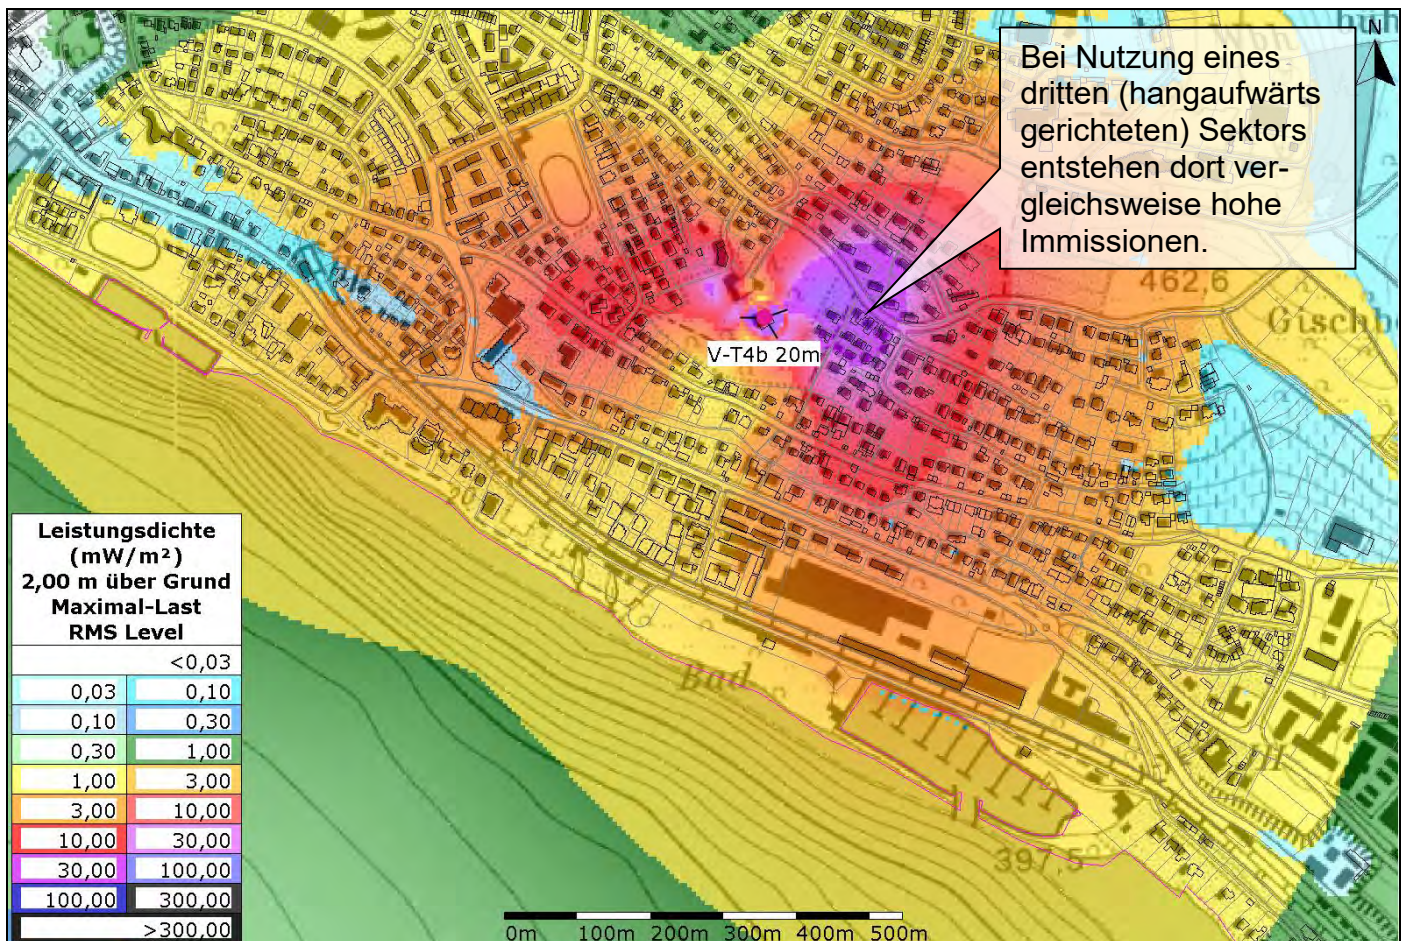 N
Bei Nutzung eines
dritten (hangaufwärts
gerichteten) Sektors
entstehen dort ver-
gleichsweise hohe
Immissionen.
462,6
V-T4b 20m
20
Bad
397,5
Leistungsdichte
(mW/m²)
2,00 m über Grund
Maximal-Last
RMS Level
<0,03
0,03 0,10
0,10 0,30
0,30 1,00
1,00 3,00
3,00 10,00
10,00 30,00
30,00 100,00
100,00 300,00
>300,00
0m 100m 200m 300m 400m 500m